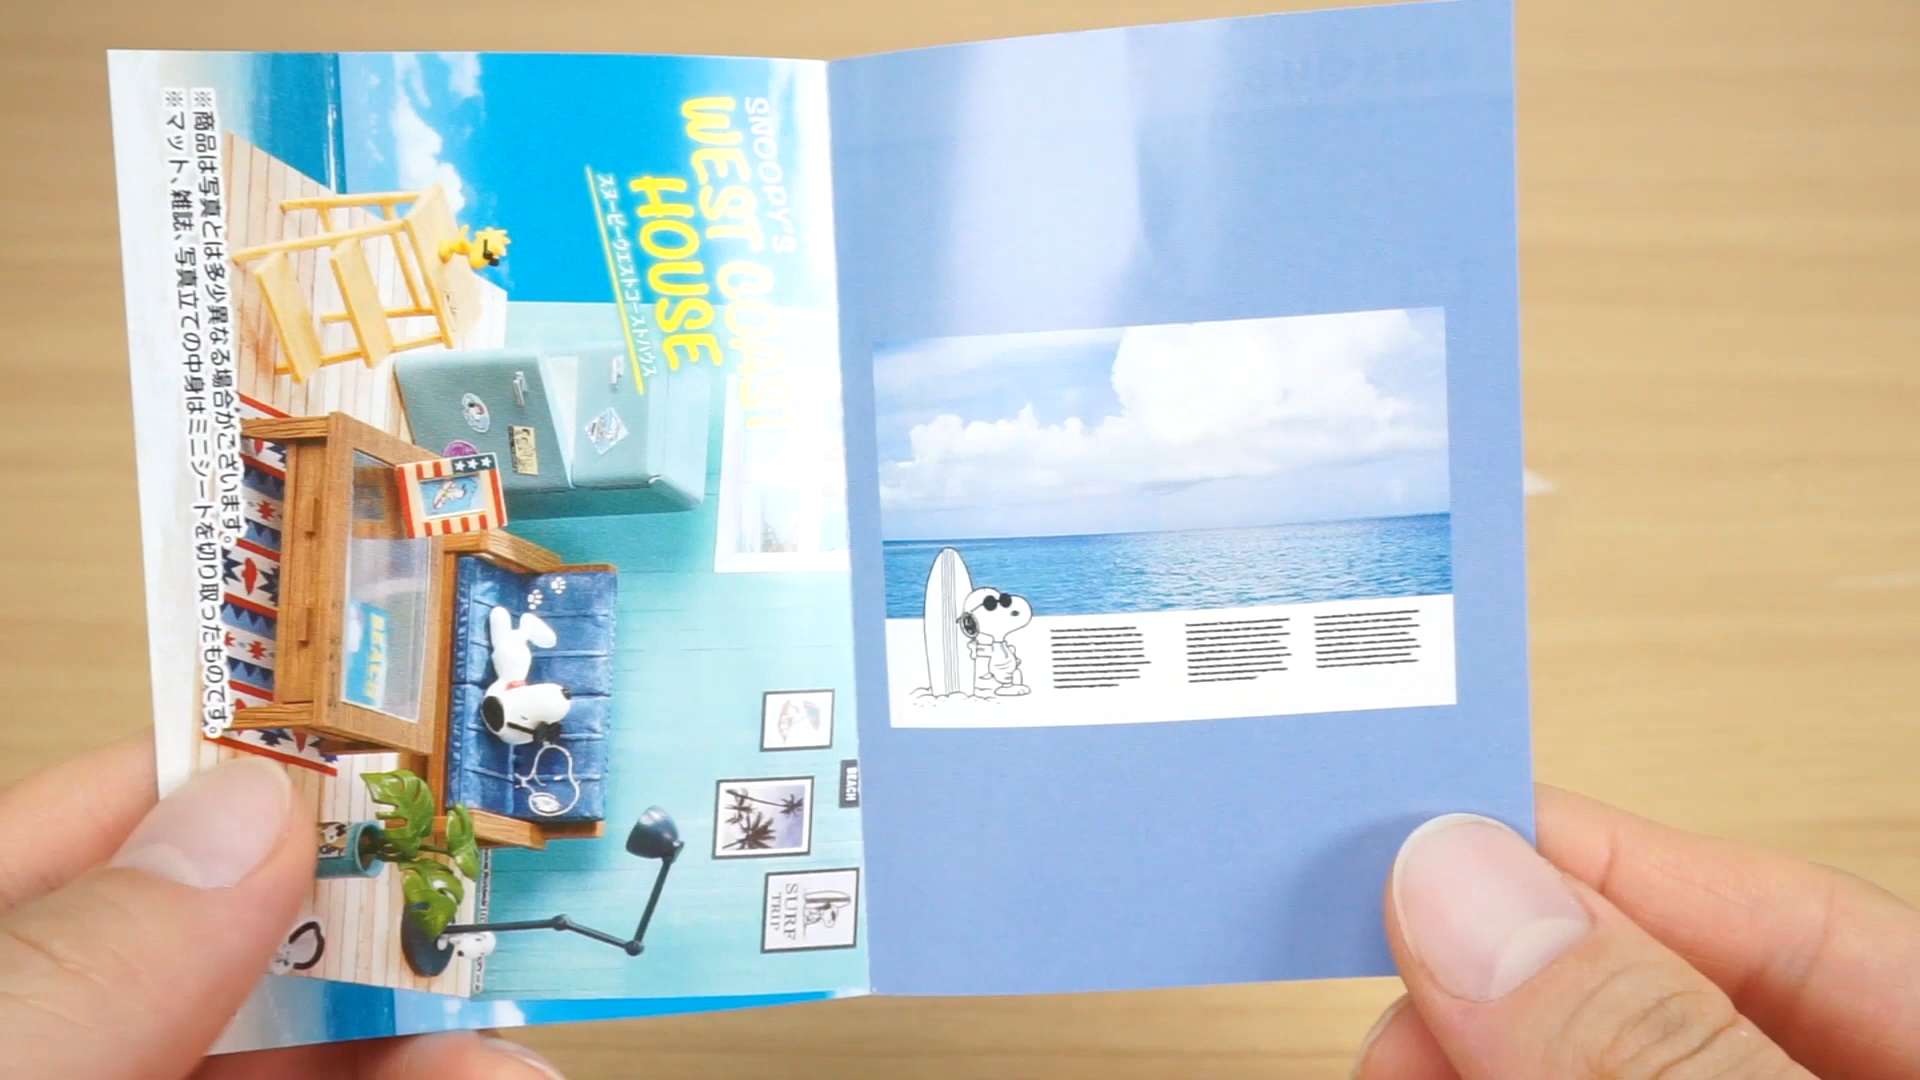 SNOOPY'S
WEST COAST
HOUSE
スヌーピー ウエストコーストハウス
※商品は写真とは多少異なる場合がございます。
※マット、雑誌、写真立ての中身はミニシートを切り取ったものです。
BEACH
SURF
TRIP